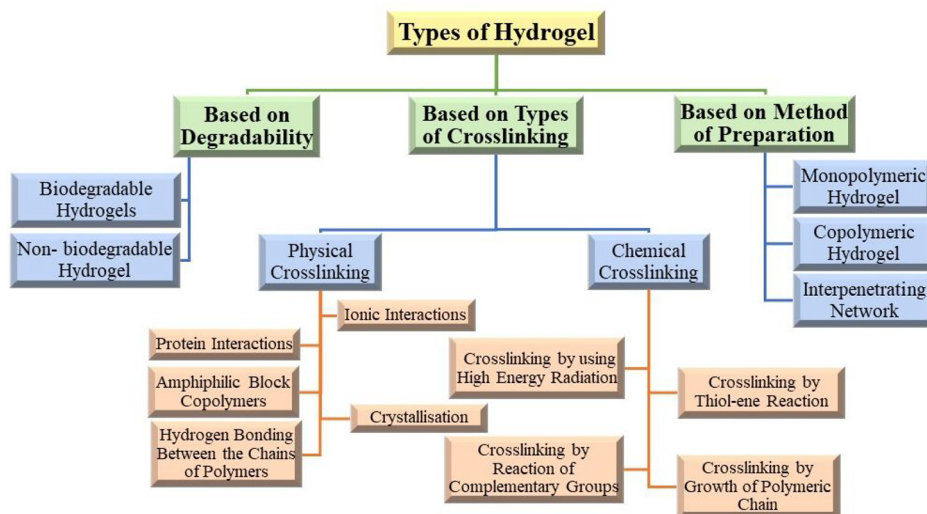 Types of Hydrogel
Based on
Degradability
Based on Types
of Crosslinking
Based on Method
of Preparation
Biodegradable
Hydrogels
Non- biodegradable
Hydrogel
Physical
Crosslinking
Chemical
Crosslinking
Monopolymeric
Hydrogel
Copolymeric
Hydrogel
Interpenetrating
Network
Ionic Interactions
Protein Interactions
Amphiphilic Block
Copolymers
Crystallisation
Hydrogen Bonding
Between the Chains
of Polymers
Crosslinking by using
High Energy Radiation
Crosslinking by
Thiol-ene Reaction
Crosslinking by
Reaction of
Complementary Groups
Crosslinking by
Growth of Polymeric
Chain